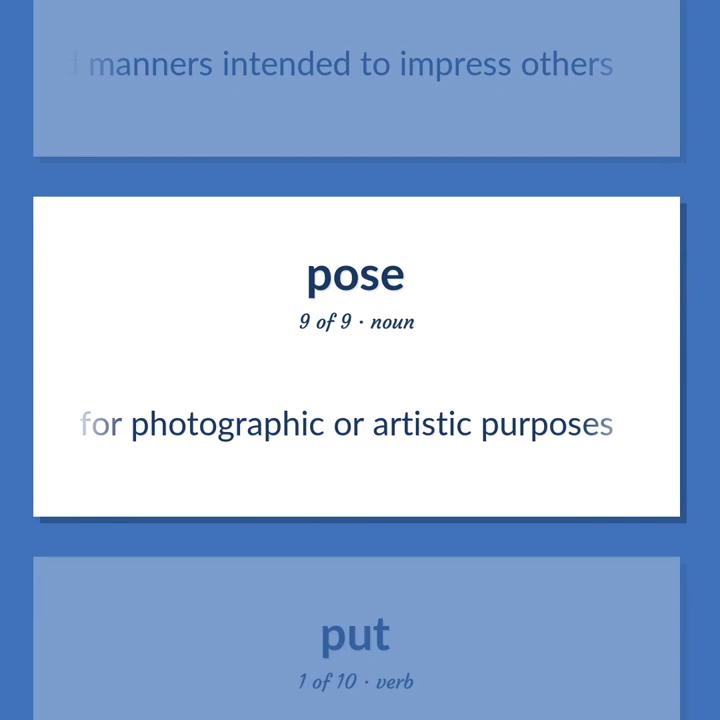 manners intended to impress others
pose
9 of 9 · noun
for photographic or artistic purposes
put
1 of 10 · verb